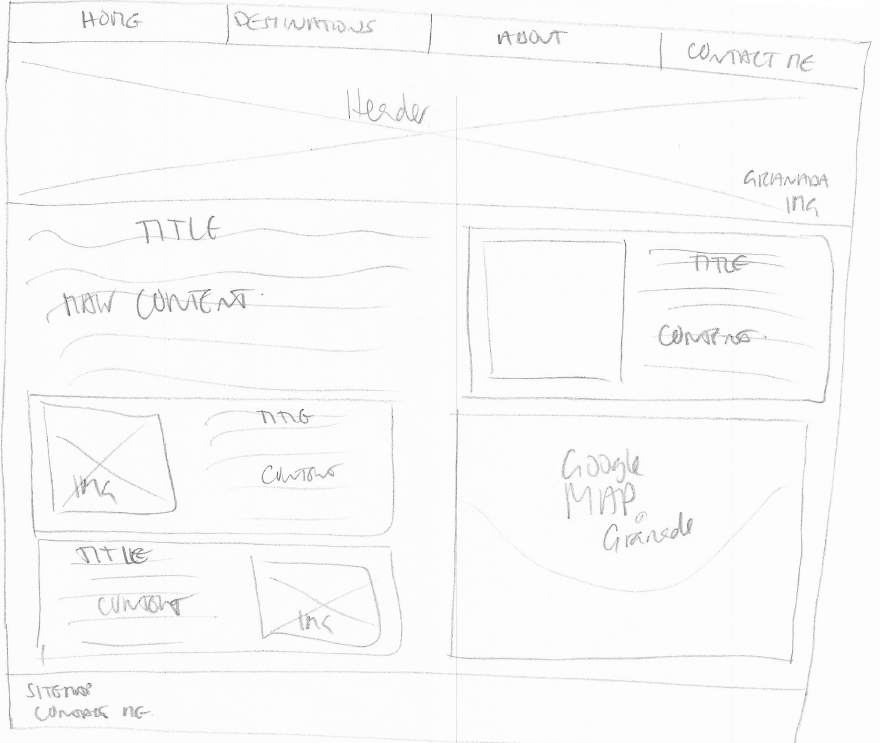 HOME
DESTINATIONS
ABOUT
CONTACT ME
Header
GRANADA
IMG
TITLE
MAIN CONTENT.
TITLE
CONTENT.
TITLE
CONTENT
IMG
TITLE
CONTENT
IMG
Google
MAP
Granada
SITEMAP
CONTACT ME